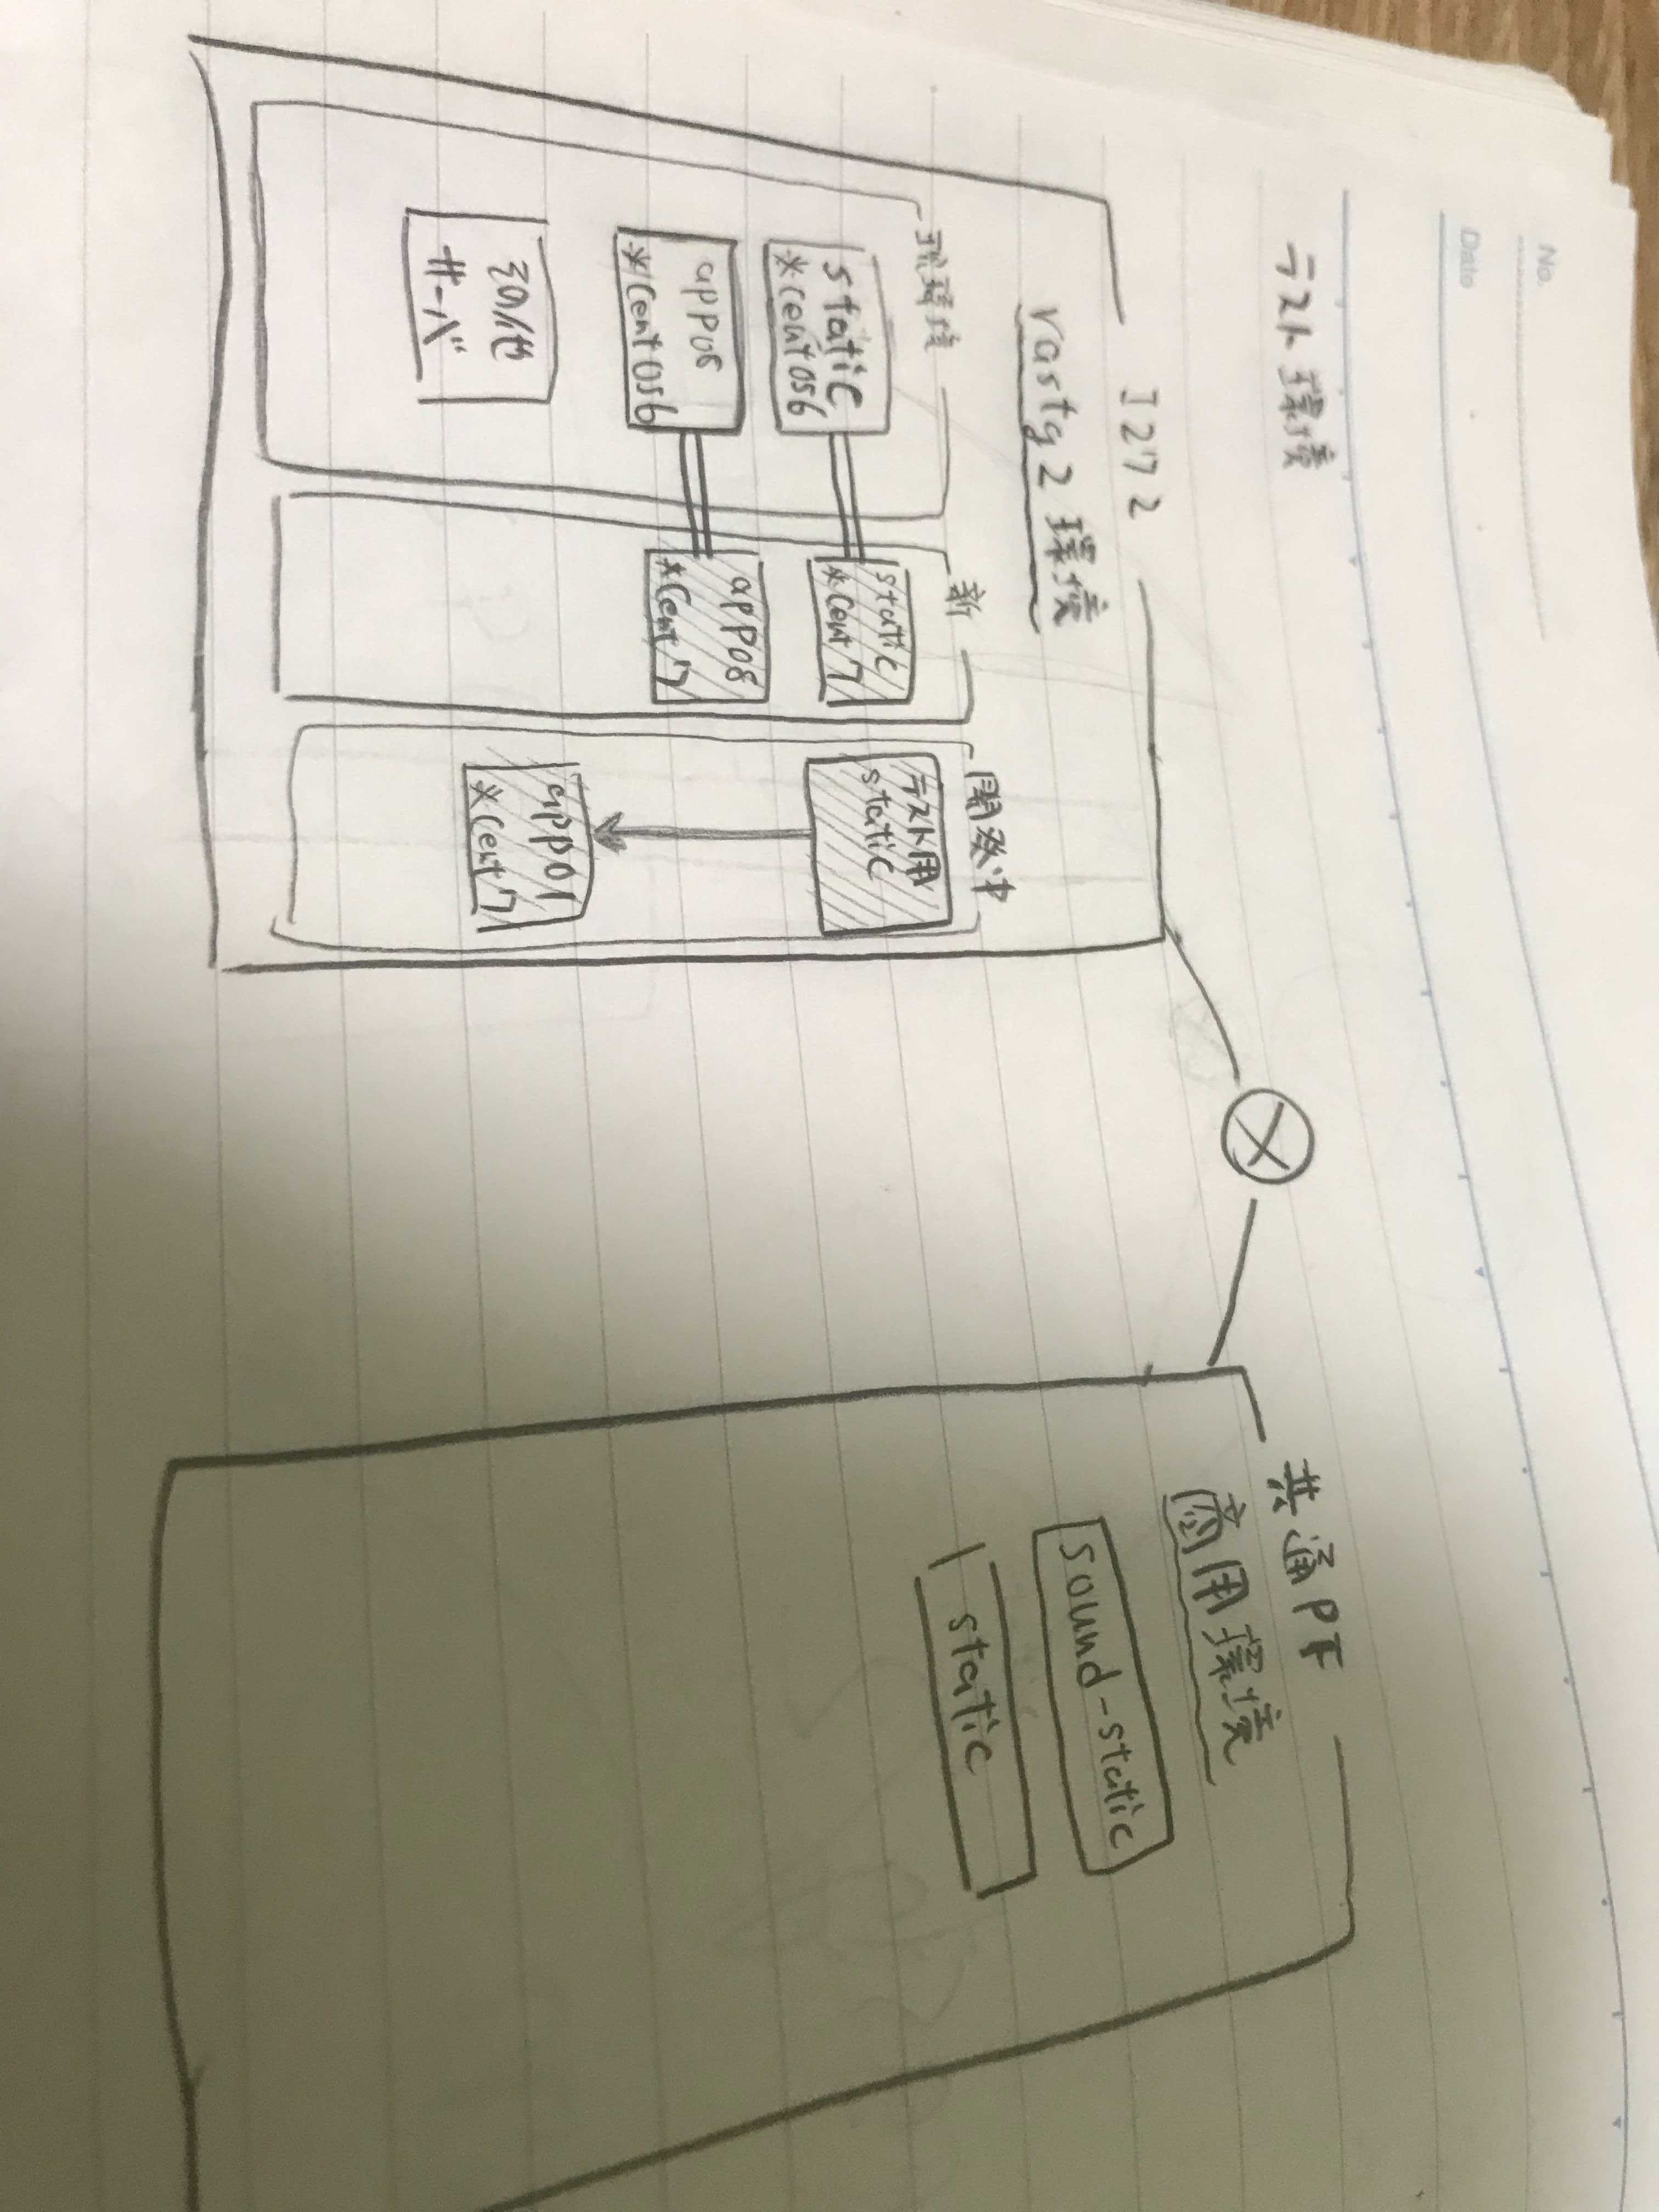 No.
Date
テスト環境
I272
rastg2 環境
現環境
static
*centOS6
app08
*centOS6
その他
サーバ
新
static
*Cent7
app08
*Cent7
開発中
テスト用
static
app01
*Cent7
共通PF
商用環境
sound-static
static